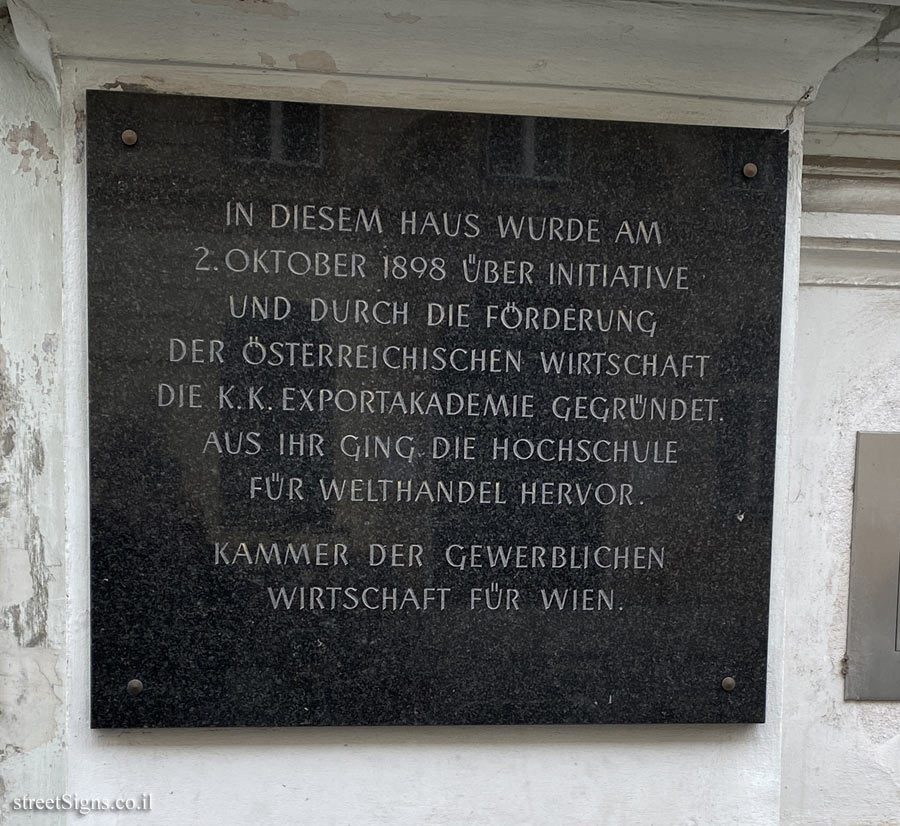 IN DIESEM HAUS WURDE AM
2. OKTOBER 1898 ÜBER INITIATIVE
UND DURCH DIE FÖRDERUNG
DER ÖSTERREICHISCHEN WIRTSCHAFT
DIE K.K. EXPORTAKADEMIE GEGRÜNDET.
AUS IHR GING DIE HOCHSCHULE
FÜR WELTHANDEL HERVOR.
KAMMER DER GEWERBLICHEN
WIRTSCHAFT FÜR WIEN.
streetSigns.co.il